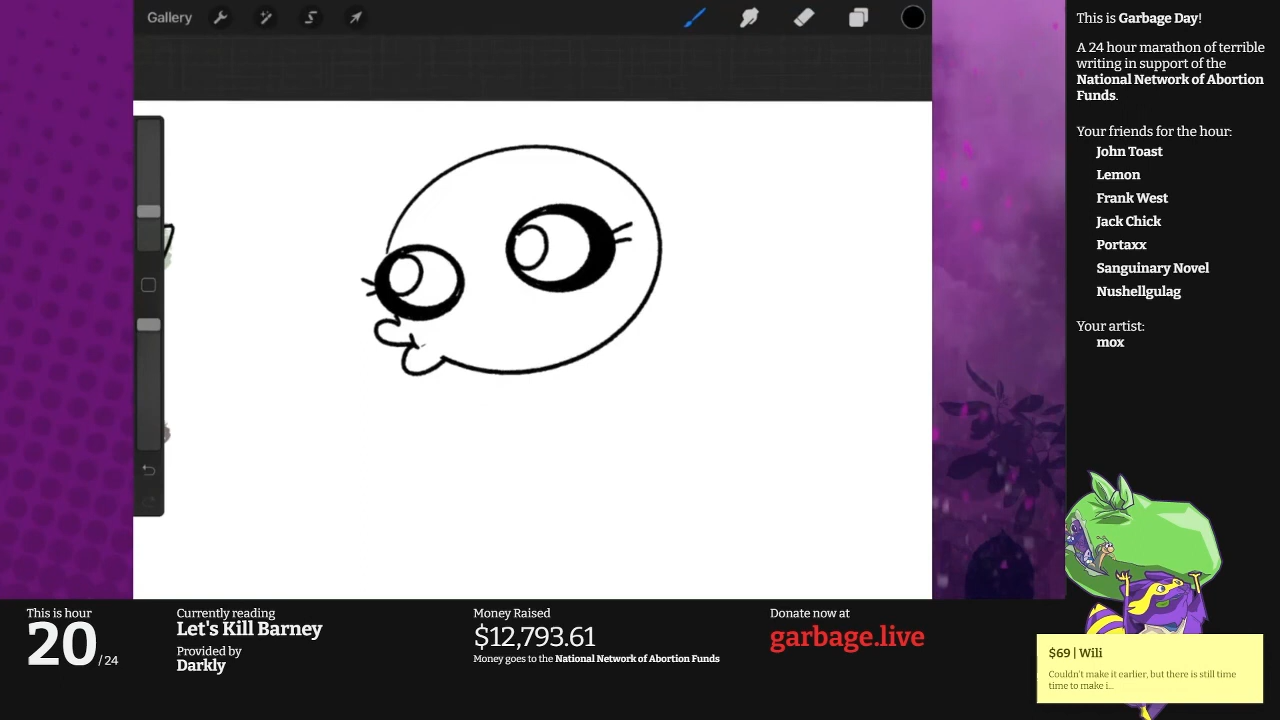 Gallery
This is Garbage Day!
A 24 hour marathon of terrible
writing in support of the
National Network of Abortion
Funds.
Your friends for the hour:
John Toast
Lemon
Frank West
Jack Chick
Portaxx
Sanguinary Novel
Nushellgulag
Your artist:
mox
This is hour
20 / 24
Currently reading
Let's Kill Barney
Provided by
Darkly
Money Raised
$12,793.61
Money goes to the National Network of Abortion Funds
Donate now at
garbage.live
$69 | Wili
Couldn't make it earlier, but there is still time
time to make i...